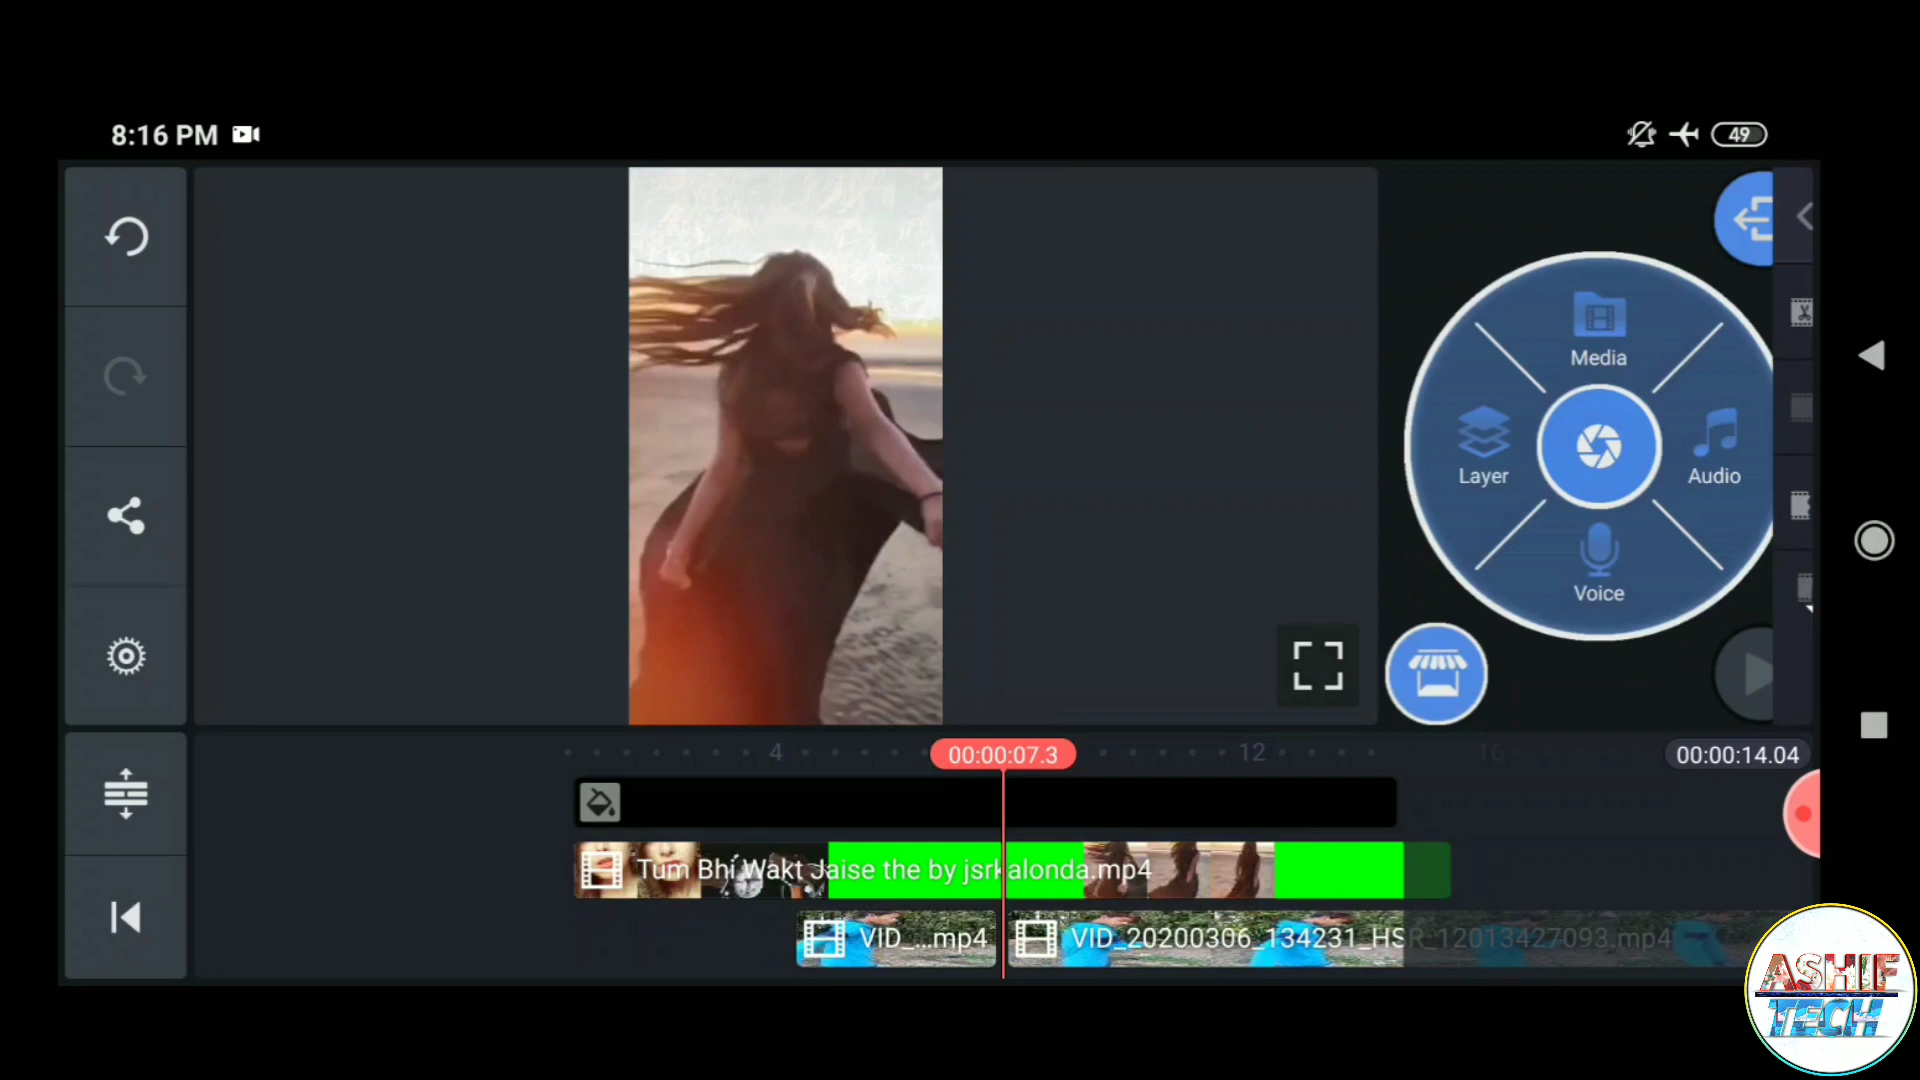 8:16 PM
49
Media
Layer
Audio
Voice
4
00:00:07.3
12
16
00:00:14.04
Tum Bhi Wakt Jaise the by jsrkalonda.mp4
VID_...mp4
VID_20200306_134231_HSR_12013427093.mp4
ASHIF
TECH